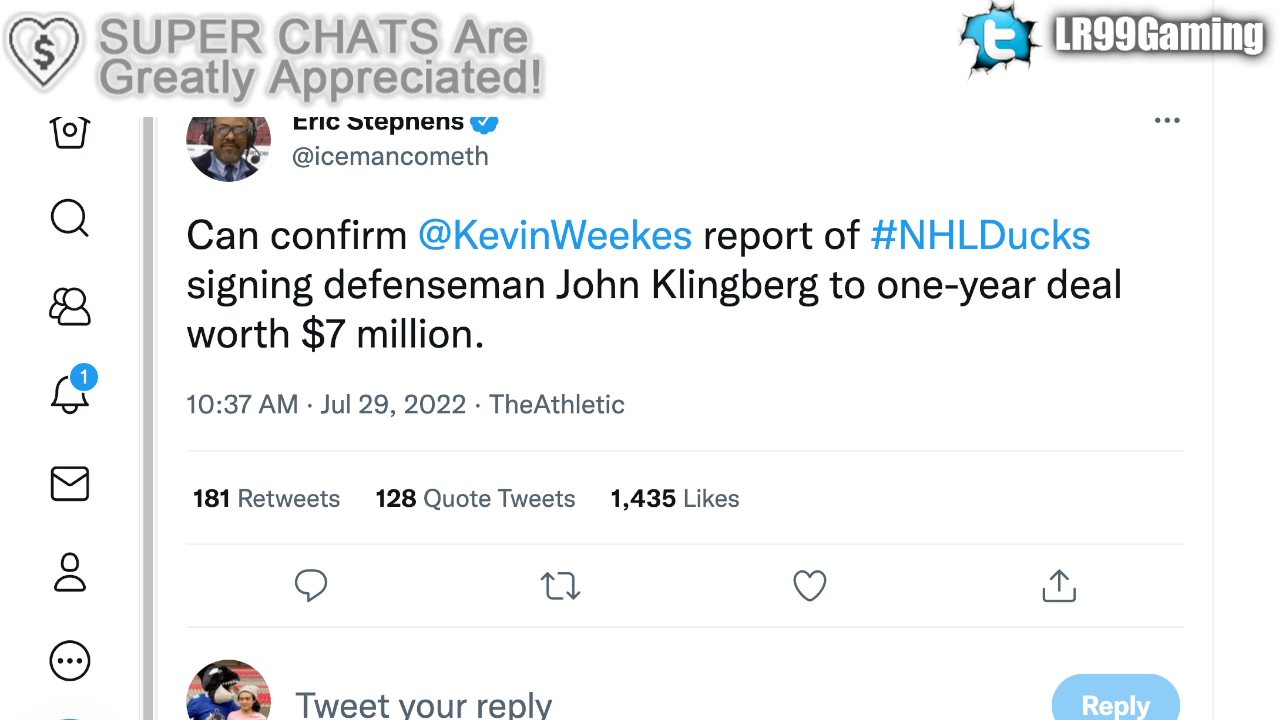 SUPER CHATS Are
Greatly Appreciated!
LR99Gaming
Eric Stephens
@icemancometh
Can confirm @KevinWeekes report of #NHLDucks
signing defenseman John Klingberg to one-year deal
worth $7 million.
10:37 AM · Jul 29, 2022 · TheAthletic
181 Retweets 128 Quote Tweets 1,435 Likes
1
Tweet your reply
Reply